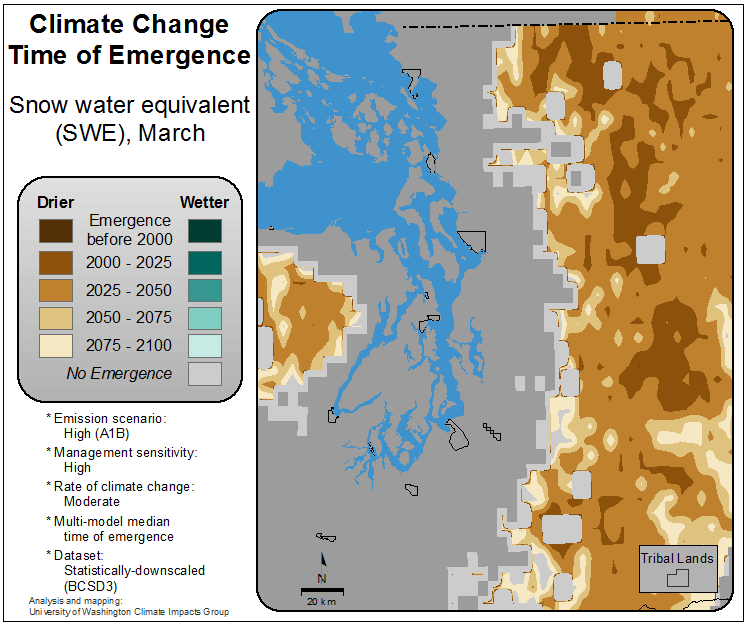 Climate Change
Time of Emergence
Snow water equivalent
(SWE), March
Drier
Wetter
Emergence
before 2000
2000 - 2025
2025 - 2050
2050 - 2075
2075 - 2100
No Emergence
* Emission scenario:
High (A1B)
* Management sensitivity:
High
* Rate of climate change:
Moderate
* Multi-model median
time of emergence
* Dataset:
Statistically-downscaled
(BCSD3)
Analysis and mapping:
University of Washington Climate Impacts Group
N
20 km
Tribal Lands